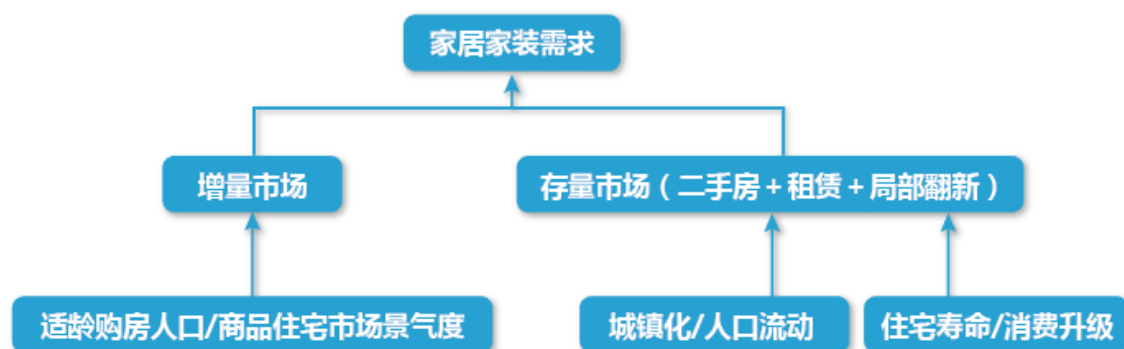 家居家装需求
增量市场
存量市场（二手房+租赁+局部翻新）
适龄购房人口/商品住宅市场景气度
城镇化/人口流动
住宅寿命/消费升级